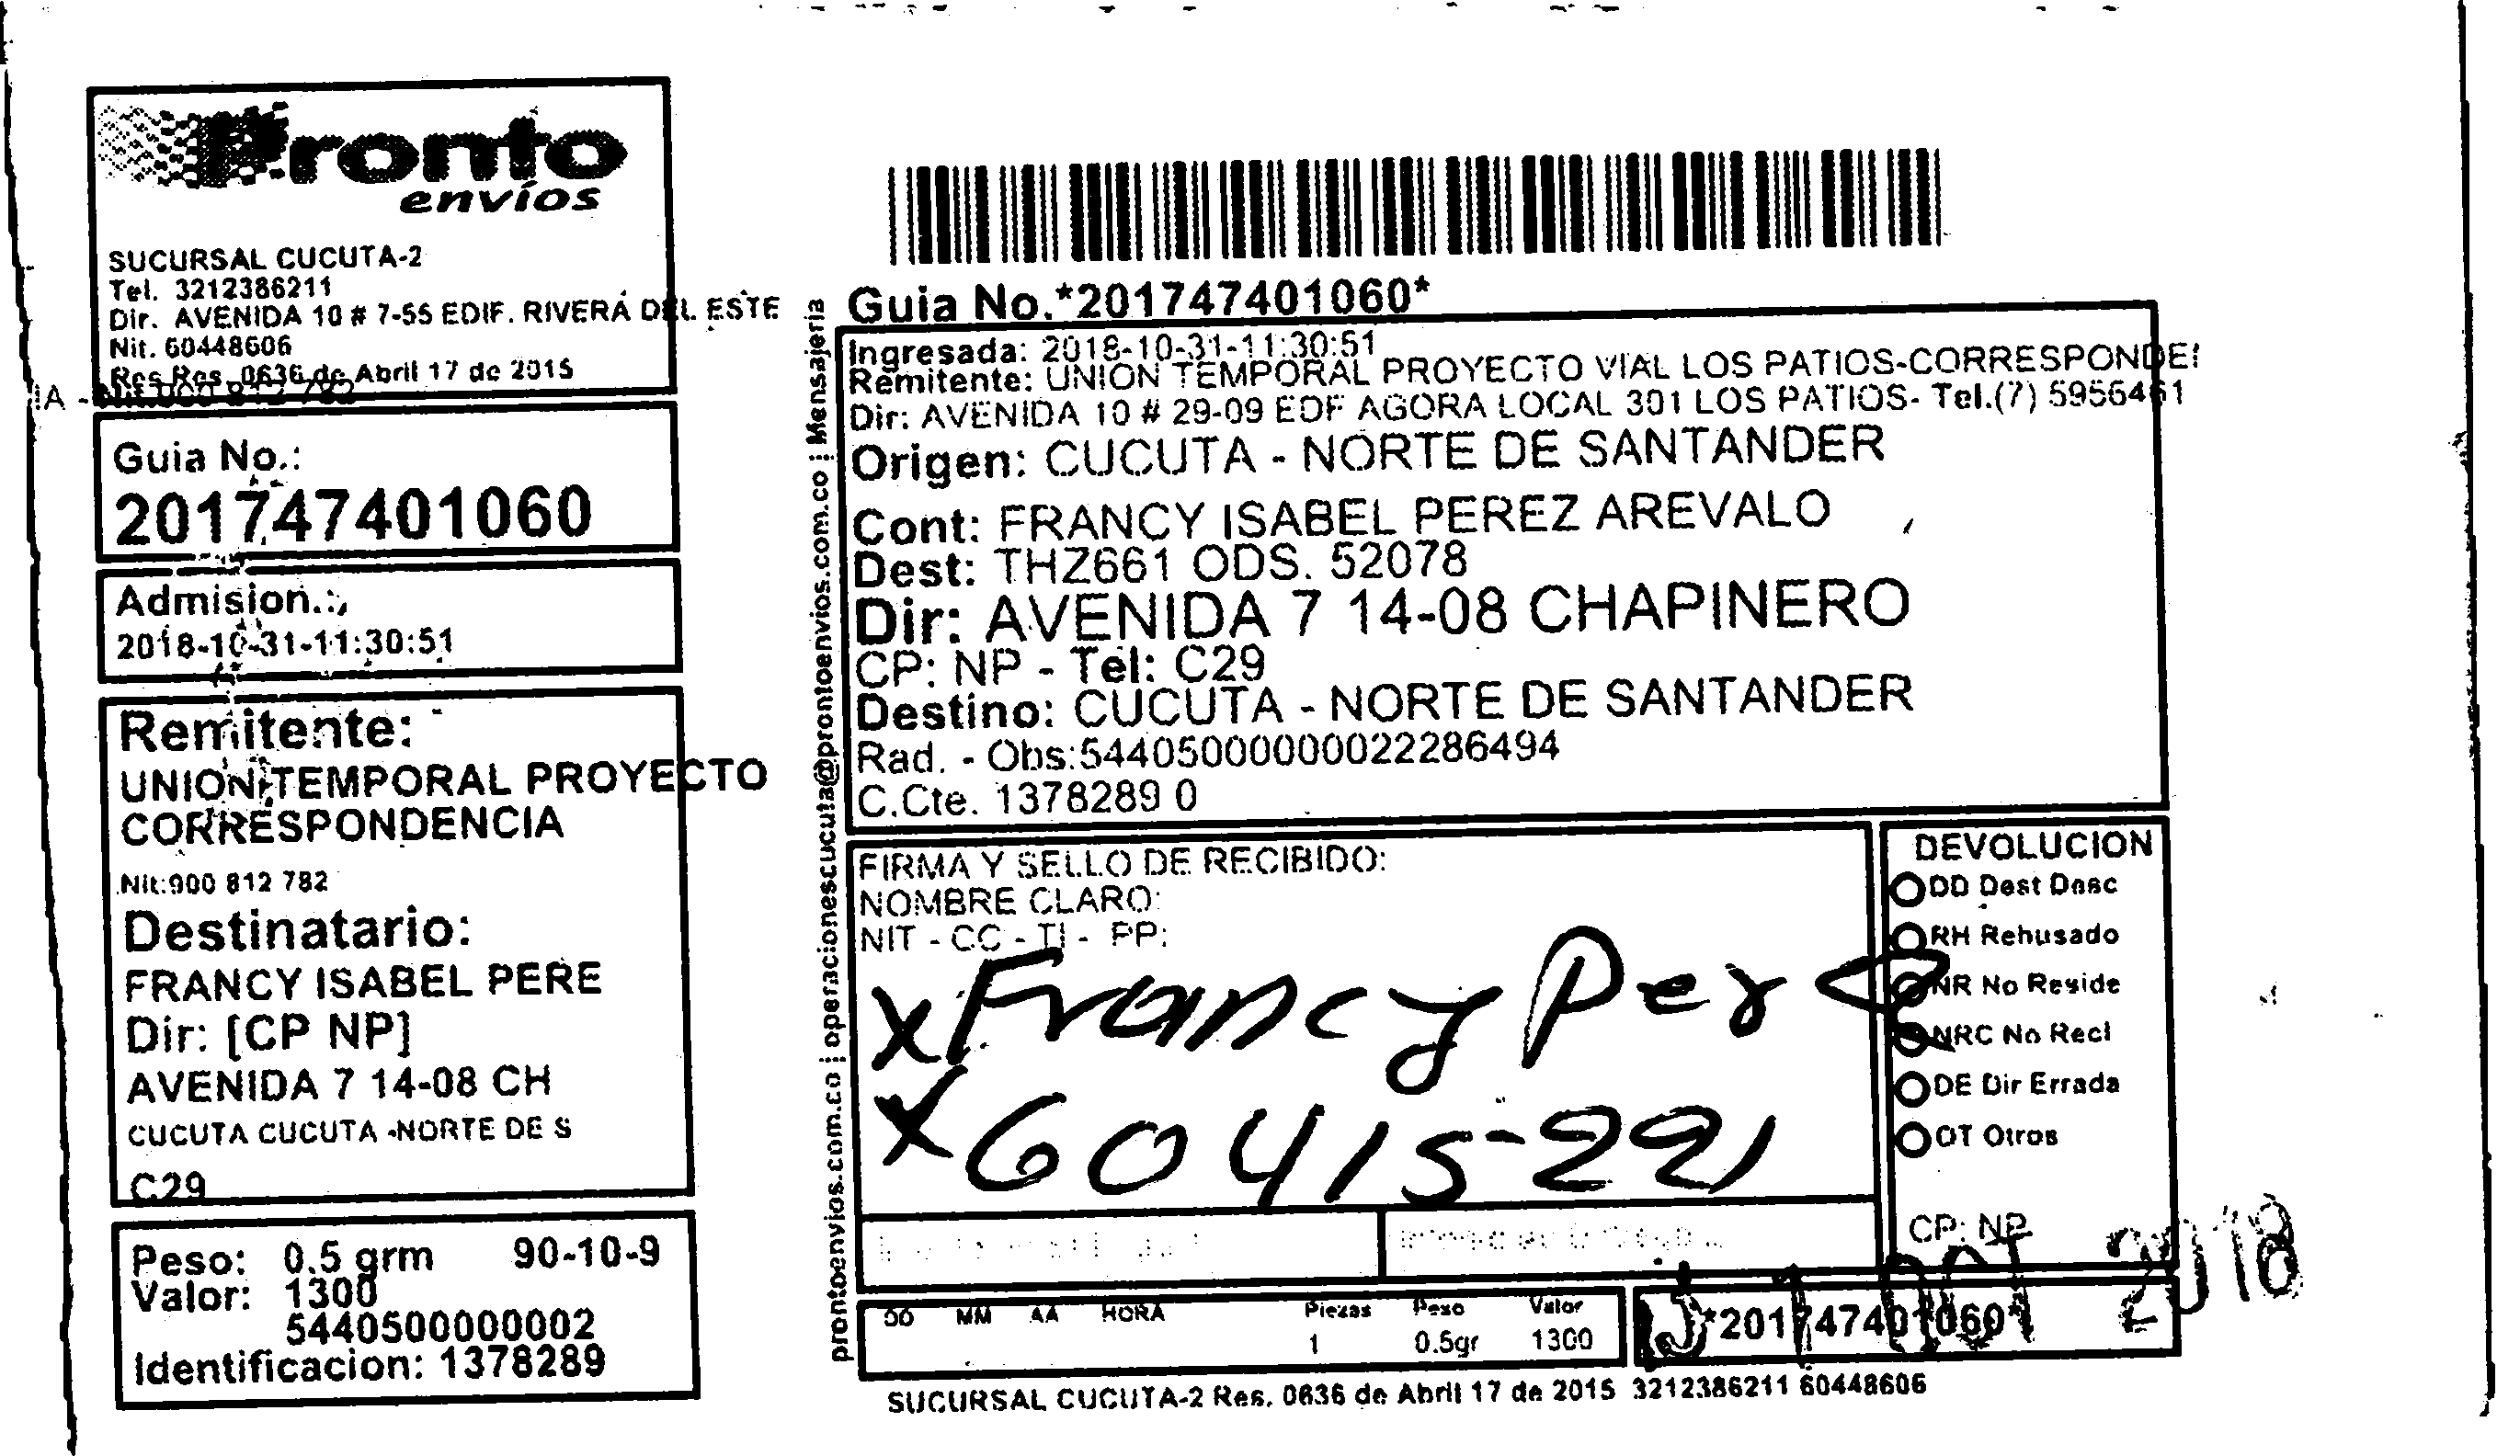 Pronto
envíos
SUCURSAL CUCUTA-2
Tel. 3212386211
Dir. AVENIDA 10 # 7-55 EDIF. RIVERA DEL ESTE
Nit. 60448606
Res Res. 0636 de Abril 17 de 2015
IA - Nit.900 812 782
Guia No.:
201747401060
Admision.:
2018-10-31-11:30:51
Remitente:
UNION TEMPORAL PROYECTO
CORRESPONDENCIA
Nit:900 812 782
Destinatario:
FRANCY ISABEL PERE
Dir: [CP NP]
AVENIDA 7 14-08 CH
CUCUTA CUCUTA -NORTE DE S
C29
Peso: 0.5 grm 90-10-9
Valor: 1300
5440500000002
Identificacion: 1378289
prontoenvios.com.co | operacionescucuta@prontoenvios.com.co | Mensajeria
Guia No.*201747401060*
Ingresada: 2018-10-31-11:30:51
Remitente: UNION TEMPORAL PROYECTO VIAL LOS PATIOS-CORRESPONDE
Dir: AVENIDA 10 # 29-09 EDF AGORA LOCAL 301 LOS PATIOS- Tel.(7) 5956461
Origen: CUCUTA - NORTE DE SANTANDER
Cont: FRANCY ISABEL PEREZ AREVALO
Dest: THZ661 ODS. 52078
Dir: AVENIDA 7 14-08 CHAPINERO
CP: NP - Tel: C29
Destino: CUCUTA - NORTE DE SANTANDER
Rad. - Obs:544050000000022286494
C.Cte. 1378289 0
FIRMA Y SELLO DE RECIBIDO:
NOMBRE CLARO:
NIT - CC - TI - PP:
x Francy Perez
x 60415-221
DEVOLUCION
DD Dest Desc
RH Rehusado
NR No Reside
NRC No Recl
DE Dir Errada
OT Otros
CP: NP
2018
DD MM AA HORA Piezas Peso Valor
1 0.5gr 1300
*201747401060*
SUCURSAL CUCUTA-2 Res. 0636 de Abril 17 de 2015 3212386211 60448606